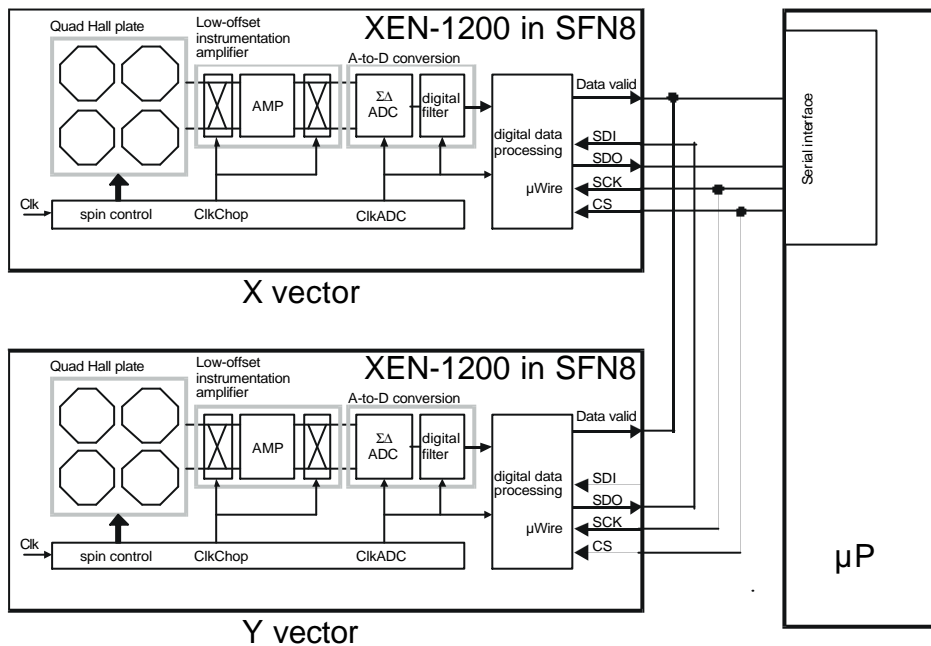 XEN-1200 in SFN8
Quad Hall plate
Low-offset
instrumentation
amplifier
A-to-D conversion
AMP
ΣΔ
ADC
digital
filter
digital data
processing
µWire
Data valid
SDI
SDO
SCK
CS
Clk
spin control
ClkChop
ClkADC
X vector
Serial interface
XEN-1200 in SFN8
Quad Hall plate
Low-offset
instrumentation
amplifier
A-to-D conversion
AMP
ΣΔ
ADC
digital
filter
digital data
processing
µWire
Data valid
SDI
SDO
SCK
CS
Clk
spin control
ClkChop
ClkADC
Y vector
µP